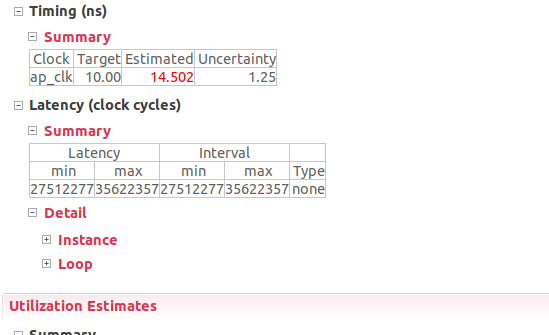 Timing (ns)
Summary
Clock Target Estimated Uncertainty
ap_clk 10.00 14.502 1.25
Latency (clock cycles)
Summary
Latency Interval
min max min max Type
27512277 35622357 27512277 35622357 none
Detail
Instance
Loop
Utilization Estimates
Summary